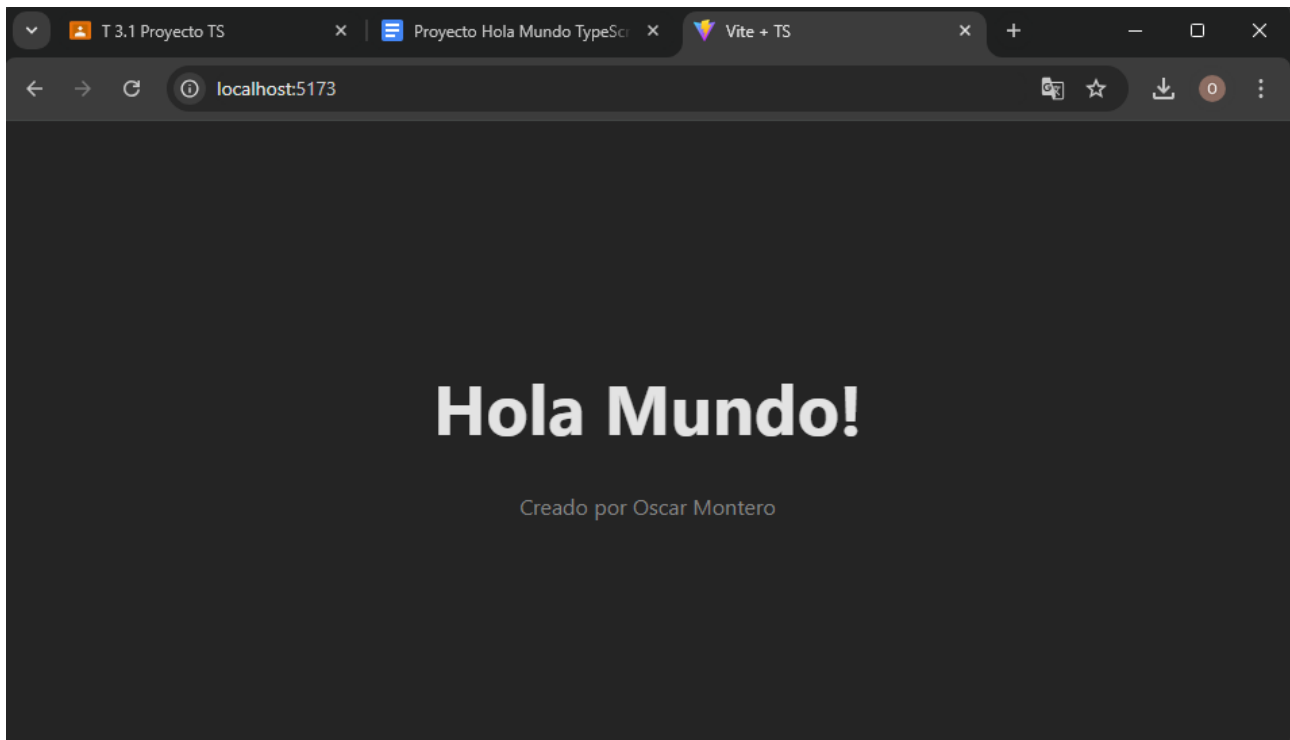 T 3.1 Proyecto TS
Proyecto Hola Mundo TypeScr
Vite + TS
localhost:5173
O
Hola Mundo!
Creado por Oscar Montero